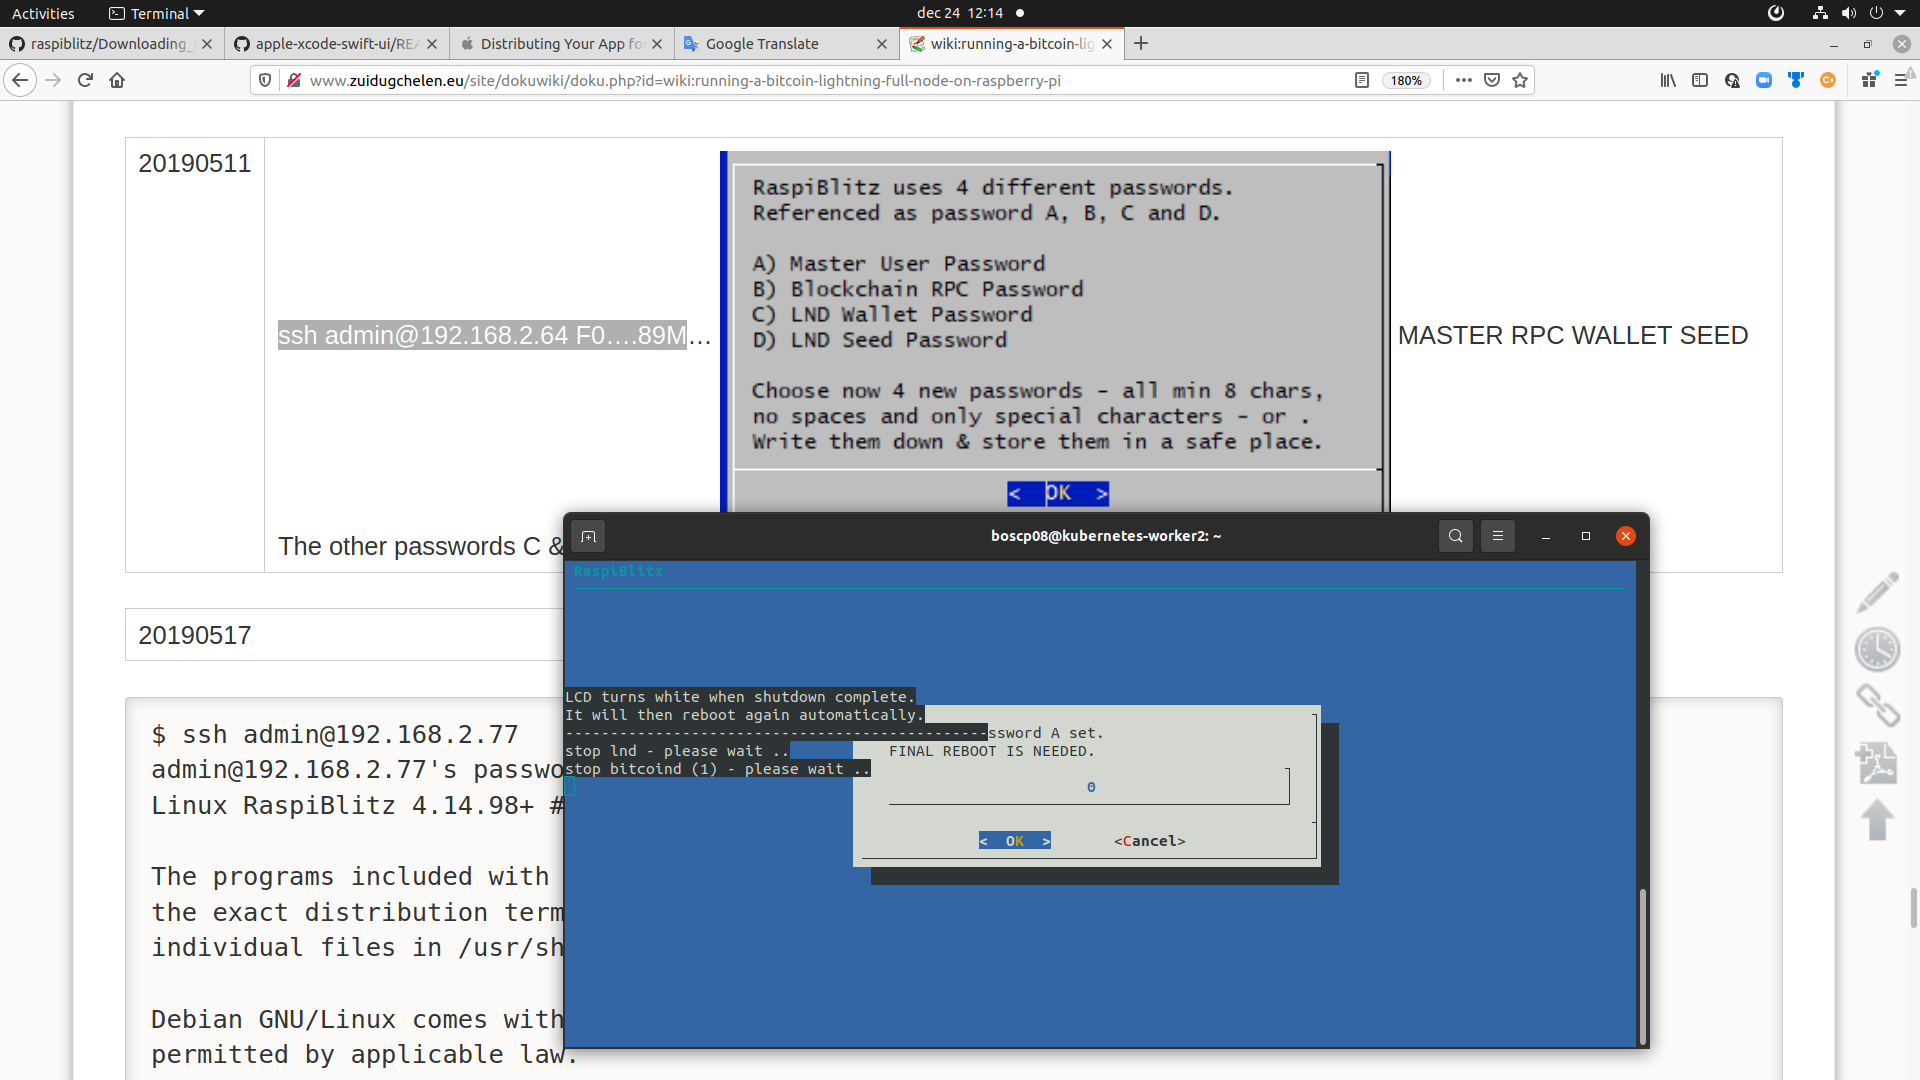 Activities
Terminal
dec 24 12:14
raspiblitz/Downloading_
apple-xcode-swift-ui/REA
Distributing Your App fo
Google Translate
wiki:running-a-bitcoin-lig
www.zuidugchelen.eu/site/dokuwiki/doku.php?id=wiki:running-a-bitcoin-lightning-full-node-on-raspberry-pi
180%
20190511
RaspiBlitz uses 4 different passwords.
Referenced as password A, B, C and D.
A) Master User Password
B) Blockchain RPC Password
C) LND Wallet Password
D) LND Seed Password
ssh admin@192.168.2.64 F0….89M…
MASTER RPC WALLET SEED
Choose now 4 new passwords - all min 8 chars,
no spaces and only special characters - or .
Write them down & store them in a safe place.
< OK >
The other passwords C &
20190517
$ ssh admin@192.168.2.77
admin@192.168.2.77's passwo
Linux RaspiBlitz 4.14.98+ #
The programs included with
the exact distribution term
individual files in /usr/sh
Debian GNU/Linux comes with
permitted by applicable law.
boscp08@kubernetes-worker2: ~
RaspiBlitz
LCD turns white when shutdown complete.
It will then reboot again automatically.
-----------------------------------------------ssword A set.
stop lnd - please wait ..
FINAL REBOOT IS NEEDED.
stop bitcoind (1) - please wait ..
0
< OK >
<Cancel>